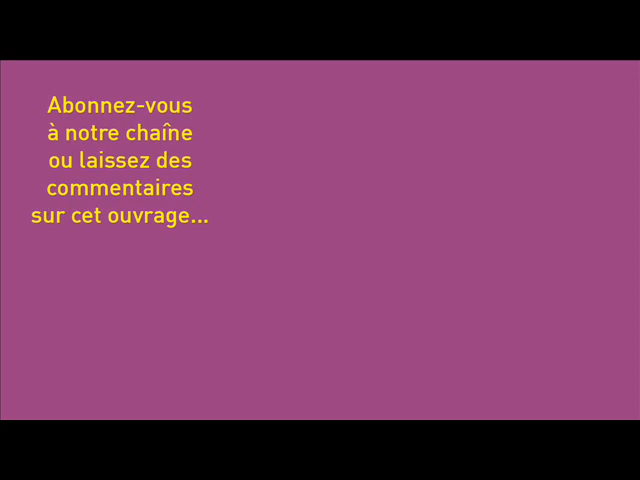 Abonnez-vous
à notre chaîne
ou laissez des
commentaires
sur cet ouvrage...